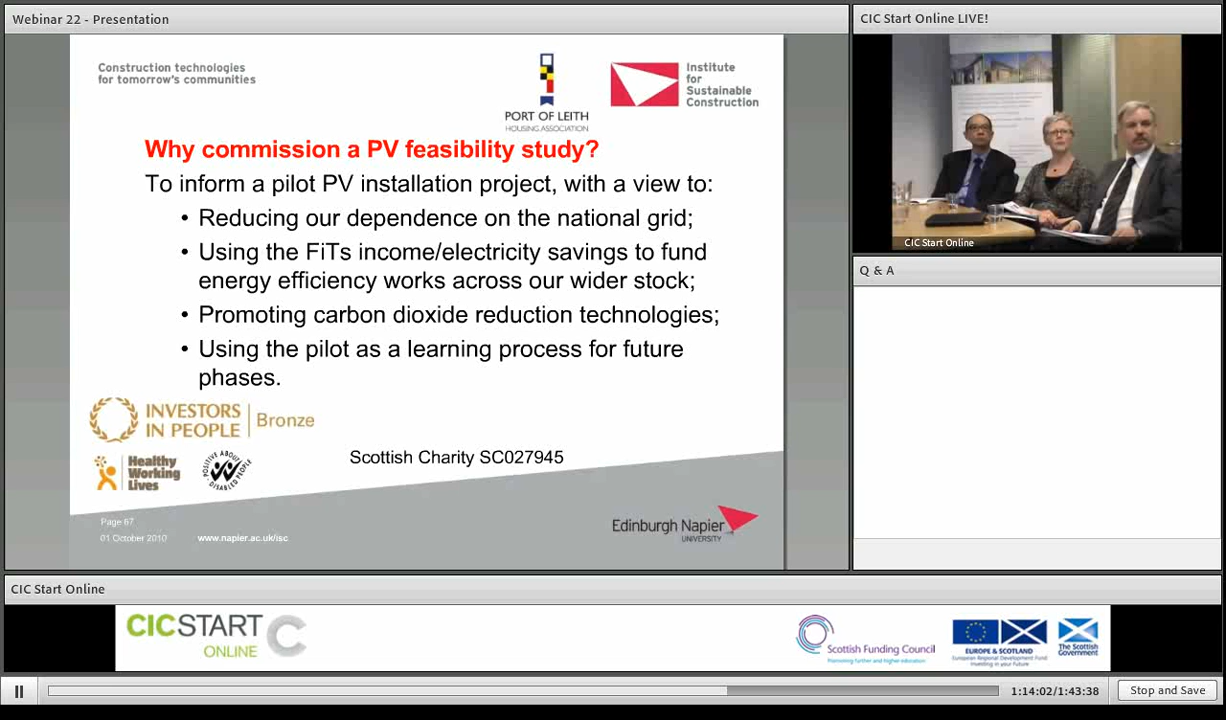 Webinar 22 - Presentation
Construction technologies
for tomorrow's communities
PORT OF LEITH
HOUSING ASSOCIATION
Institute
for
Sustainable
Construction
Why commission a PV feasibility study?
To inform a pilot PV installation project, with a view to:
• Reducing our dependence on the national grid;
• Using the FiTs income/electricity savings to fund
energy efficiency works across our wider stock;
• Promoting carbon dioxide reduction technologies;
• Using the pilot as a learning process for future
phases.
INVESTORS
IN PEOPLE
Bronze
Healthy
Working
Lives
POSITIVE ABOUT
DISABLED PEOPLE
Scottish Charity SC027945
Page 67
01 October 2010
www.napier.ac.uk/isc
Edinburgh Napier
UNIVERSITY
CIC Start Online LIVE!
CIC Start Online
Q & A
CIC Start Online
CICSTART
ONLINE
C
Scottish Funding Council
Promoting further and higher education
EUROPE & SCOTLAND
European Regional Development Fund
Investing in your Future
The Scottish
Government
1:14:02/1:43:38
Stop and Save